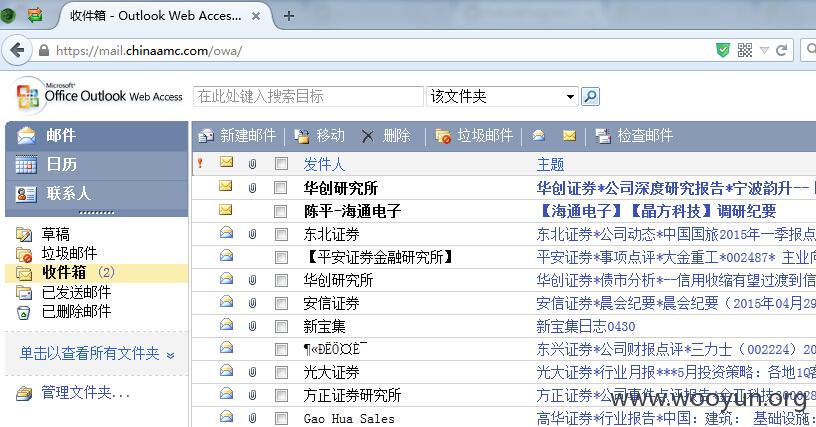 收件箱 - Outlook Web Acces...
https://mail.chinaamc.com/owa/
Microsoft®
Office Outlook Web Access
在此处键入搜索目标
该文件夹
邮件
日历
联系人
新建邮件 移动 删除 垃圾邮件 检查邮件
发件人 主题
华创研究所 华创证券*公司深度研究报告*宁波韵升--
陈平-海通电子 【海通电子】【晶方科技】调研纪要
东北证券 东北证券*公司动态*中国国旅2015年一季报点
【平安证券金融研究所】 平安证券*事项点评*大金重工*002487* 主业向
华创研究所 华创证券*债市分析*--信用收缩有望过渡到信
安信证券 安信证券*晨会纪要*晨会纪要（2015年04月29
新宝集 新宝集日志0430
¶«ÐËÖ¤È¯ 东兴证券*公司财报点评*三力士（002224）20
光大证券 光大证券*行业月报***5月投资策略：各地1Q客
方正证券研究所 方正证券*公司事件点评报告*金亚科技*300028
Gao Hua Sales 高华证券*行业报告*中国：建筑： 基础设施：
草稿
垃圾邮件
收件箱 (2)
已发送邮件
已删除邮件
单击以查看所有文件夹
管理文件夹...
www.wooyun.org